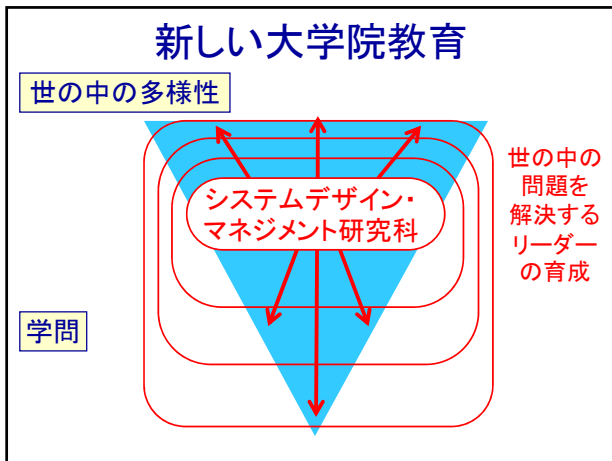 新しい大学院教育
世の中の多様性
システムデザイン・
マネジメント研究科
世の中の
問題を
解決する
リーダー
の育成
学問